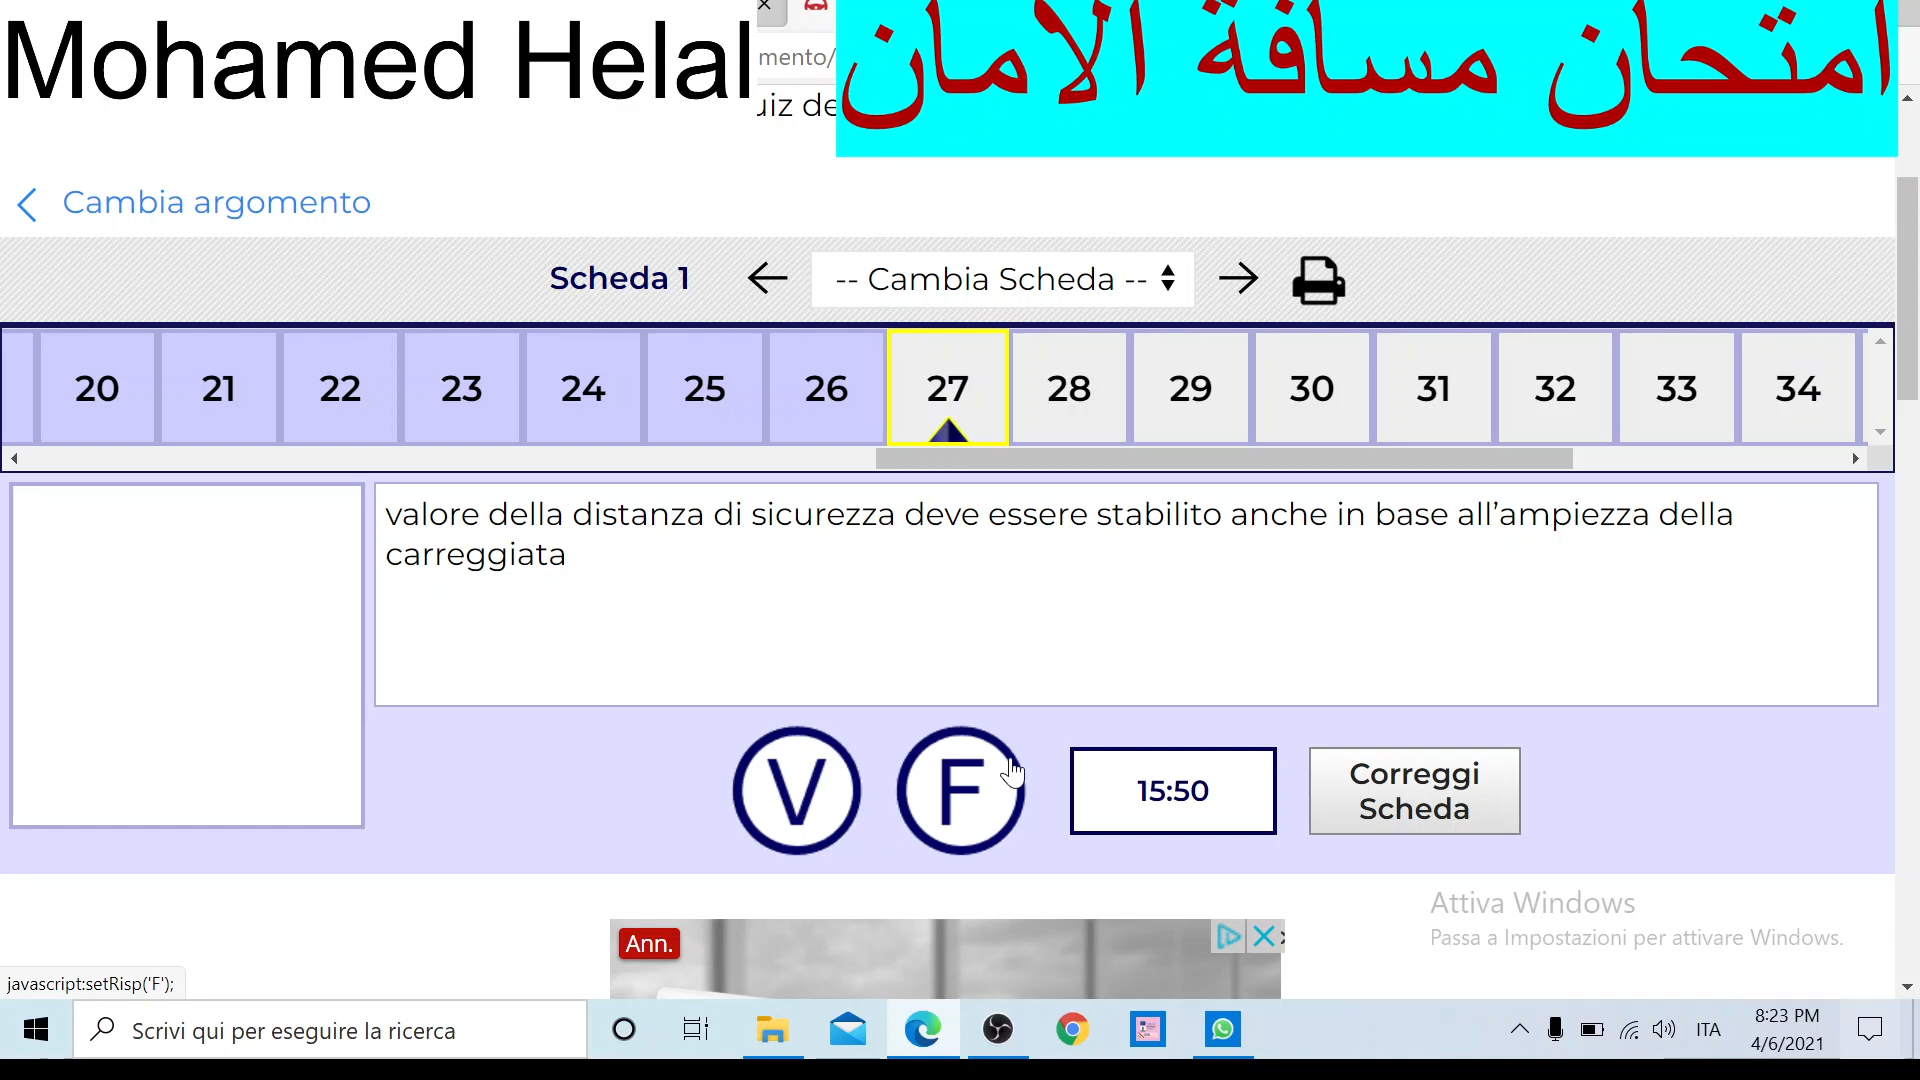 Mohamed Helal
امتحان مسافة الامان
mento/
uiz de
Cambia argomento
Scheda 1
-- Cambia Scheda --
20 21 22 23 24 25 26 27 28 29 30 31 32 33 34
valore della distanza di sicurezza deve essere stabilito anche in base all’ampiezza della
carreggiata
V F
15:50
Correggi
Scheda
Attiva Windows
Passa a Impostazioni per attivare Windows.
Ann.
javascript:setRisp('F');
Scrivi qui per eseguire la ricerca
ITA
8:23 PM
4/6/2021